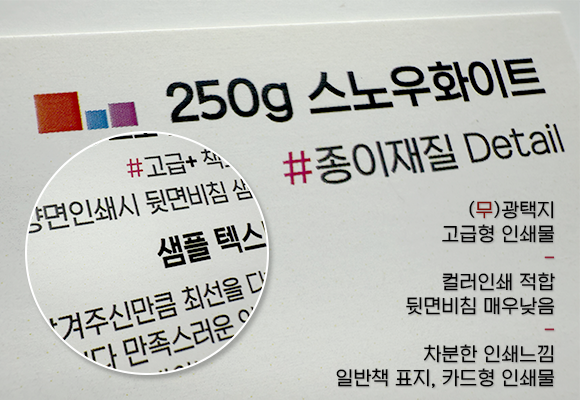 250g 스노우화이트
#종이재질 Detail
#고급+
양면인쇄시 뒷면비침
샘플 텍스
맡겨주신만큼 최선을
만족스러운
(무)광택지
고급형 인쇄물
컬러인쇄 적합
뒷면비침 매우낮음
차분한 인쇄느낌
일반책 표지, 카드형 인쇄물